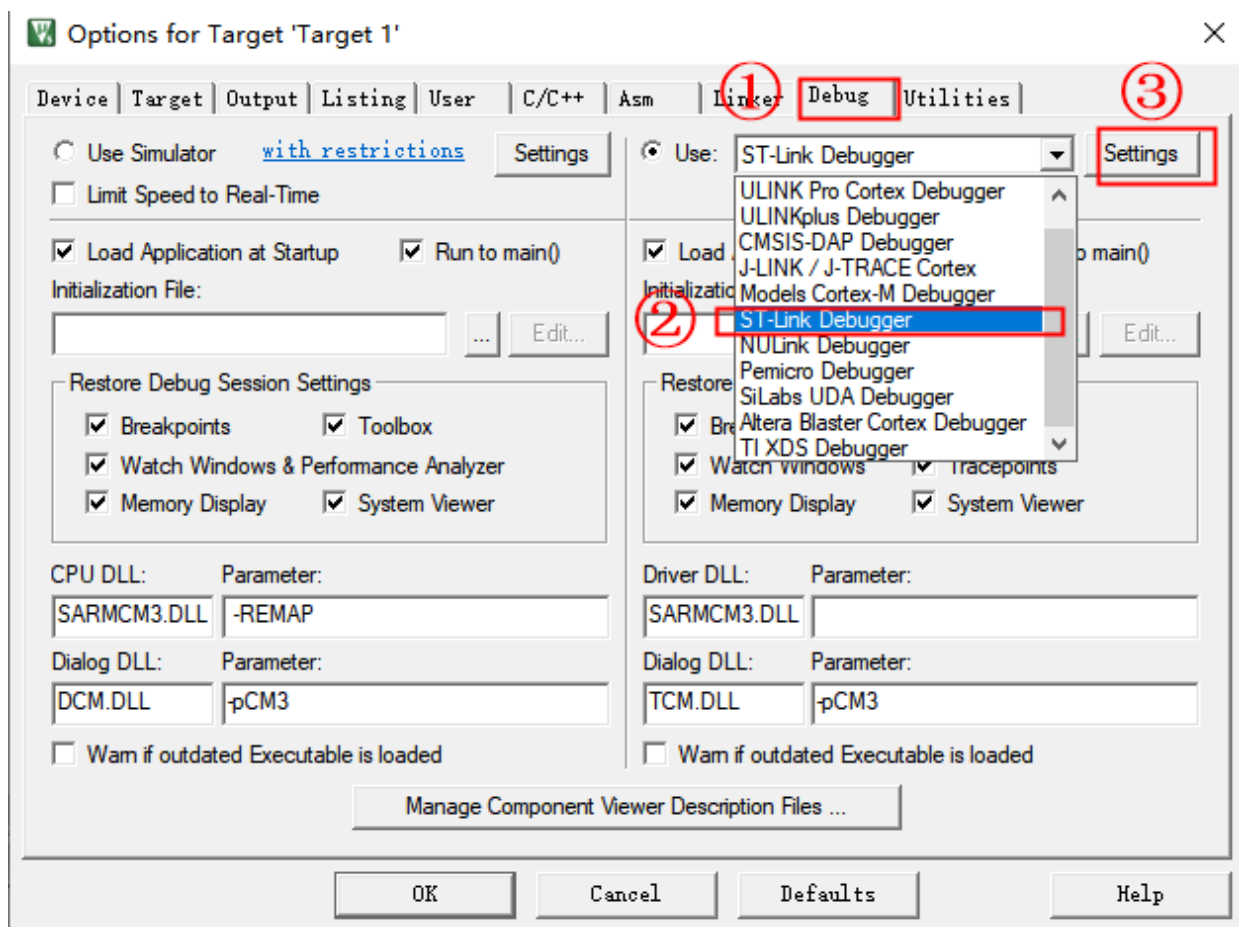 Options for Target 'Target 1'
①
③
Device Target Output Listing User C/C++ Asm Linker Debug Utilities
Use Simulator with restrictions Settings
Limit Speed to Real-Time
Use: ST-Link Debugger Settings
ULINK Pro Cortex Debugger
ULINKplus Debugger
CMSIS-DAP Debugger
J-LINK / J-TRACE Cortex
Models Cortex-M Debugger
② ST-Link Debugger
NULink Debugger
Pemicro Debugger
SiLabs UDA Debugger
Altera Blaster Cortex Debugger
TI XDS Debugger
Load Application at Startup Run to main()
Initialization File:
... Edit...
Restore Debug Session Settings
Breakpoints Toolbox
Watch Windows & Performance Analyzer
Memory Display System Viewer
Load main()
Edit...
Restore
Watch Windows Tracepoints
Memory Display System Viewer
CPU DLL: Parameter:
SARMCM3.DLL -REMAP
Dialog DLL: Parameter:
DCM.DLL -pCM3
Warn if outdated Executable is loaded
Driver DLL: Parameter:
SARMCM3.DLL
Dialog DLL: Parameter:
TCM.DLL -pCM3
Warn if outdated Executable is loaded
Manage Component Viewer Description Files ...
OK Cancel Defaults Help